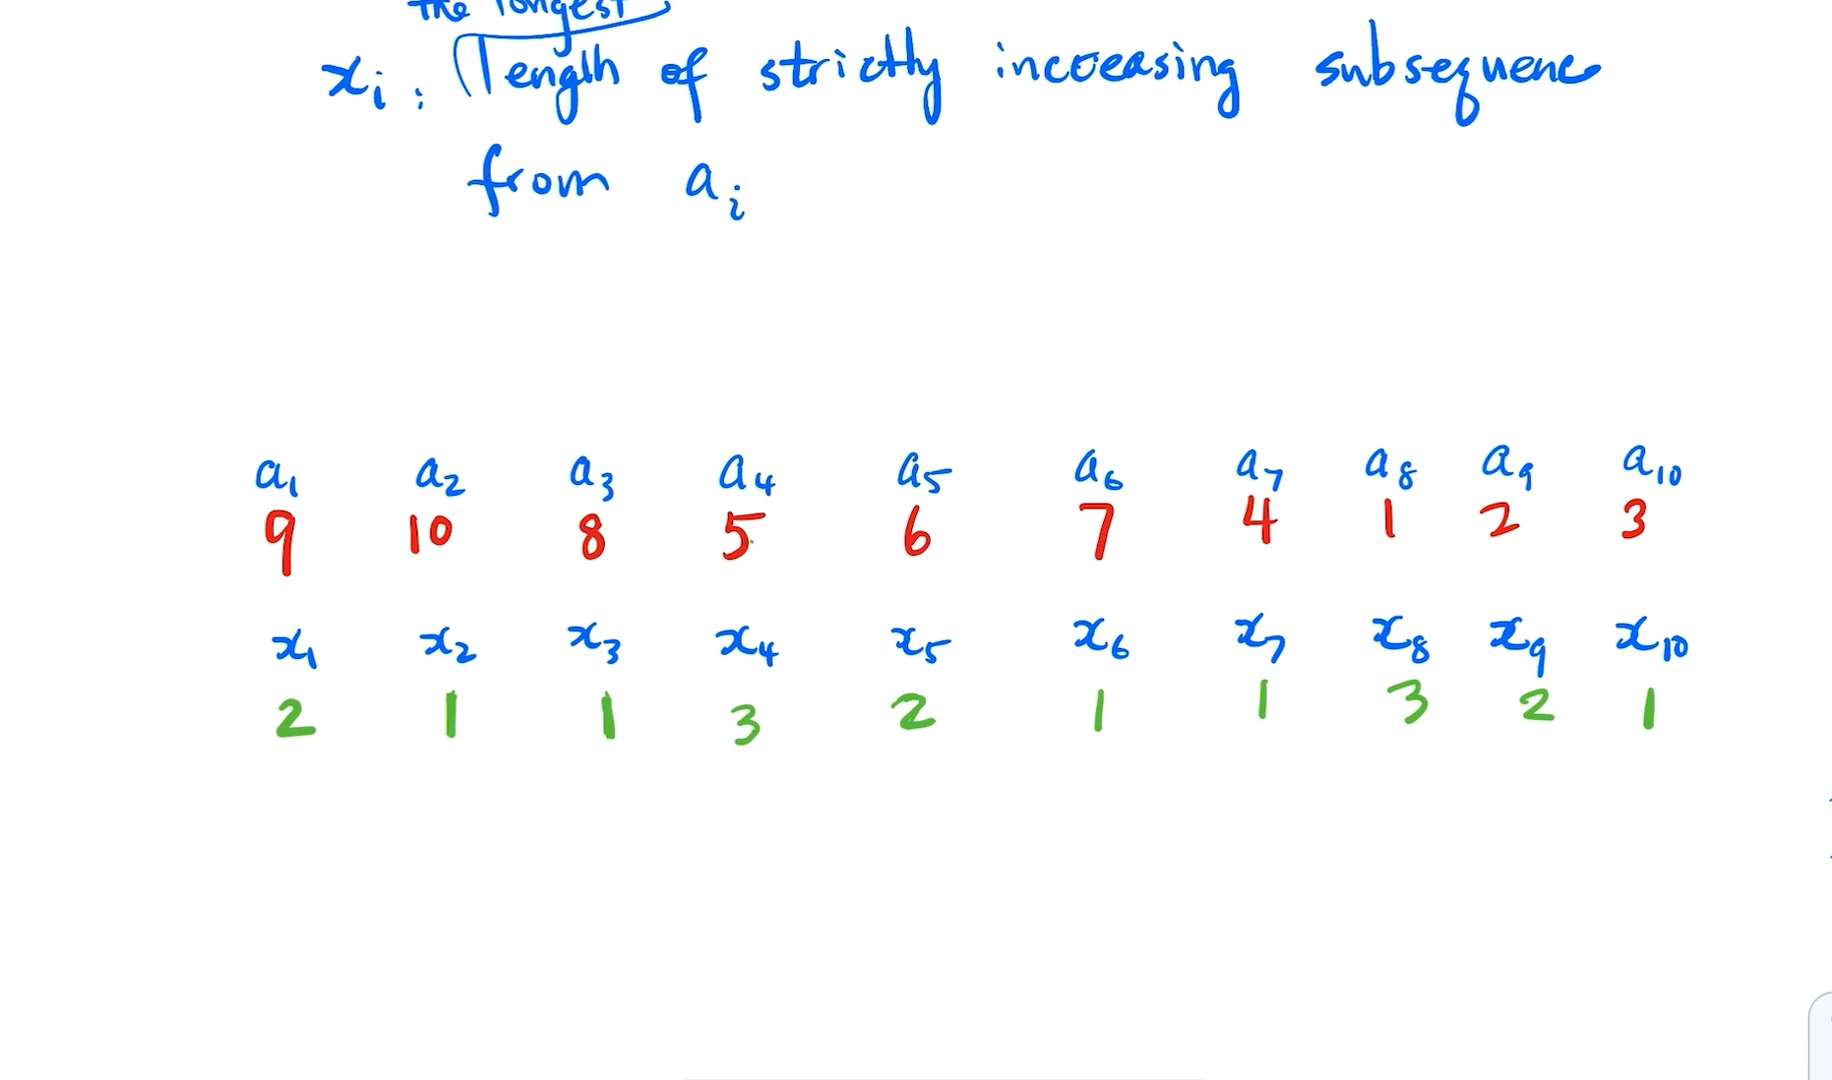 the longest
xᵢ : length of strictly increasing subsequence
from aᵢ
a₁ a₂ a₃ a₄ a₅ a₆ a₇ a₈ a₉ a₁₀
9 10 8 5 6 7 4 1 2 3
x₁ x₂ x₃ x₄ x₅ x₆ x₇ x₈ x₉ x₁₀
2 1 1 3 2 1 1 3 2 1